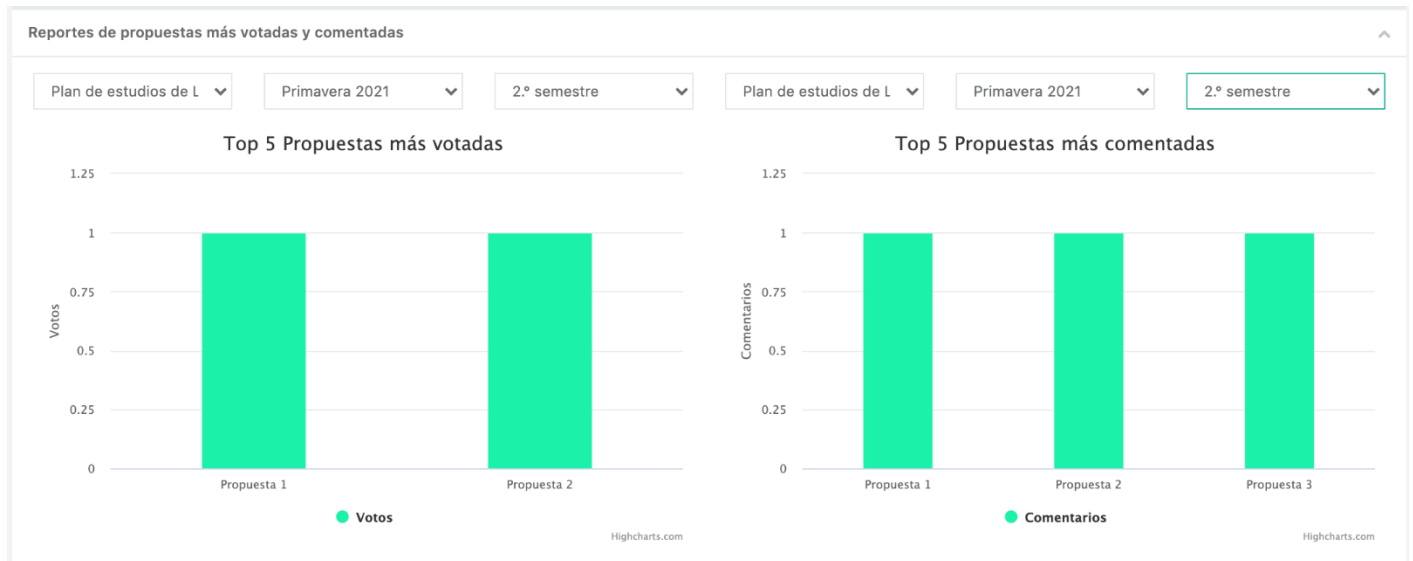 Reportes de propuestas más votadas y comentadas
Plan de estudios de L
Primavera 2021
2.º semestre
Plan de estudios de L
Primavera 2021
2.º semestre
Top 5 Propuestas más votadas
1.25
1
0.75
0.5
0.25
0
Votos
Propuesta 1
Propuesta 2
Votos
Highcharts.com
Top 5 Propuestas más comentadas
1.25
1
0.75
0.5
0.25
0
Comentarios
Propuesta 1
Propuesta 2
Propuesta 3
Comentarios
Highcharts.com